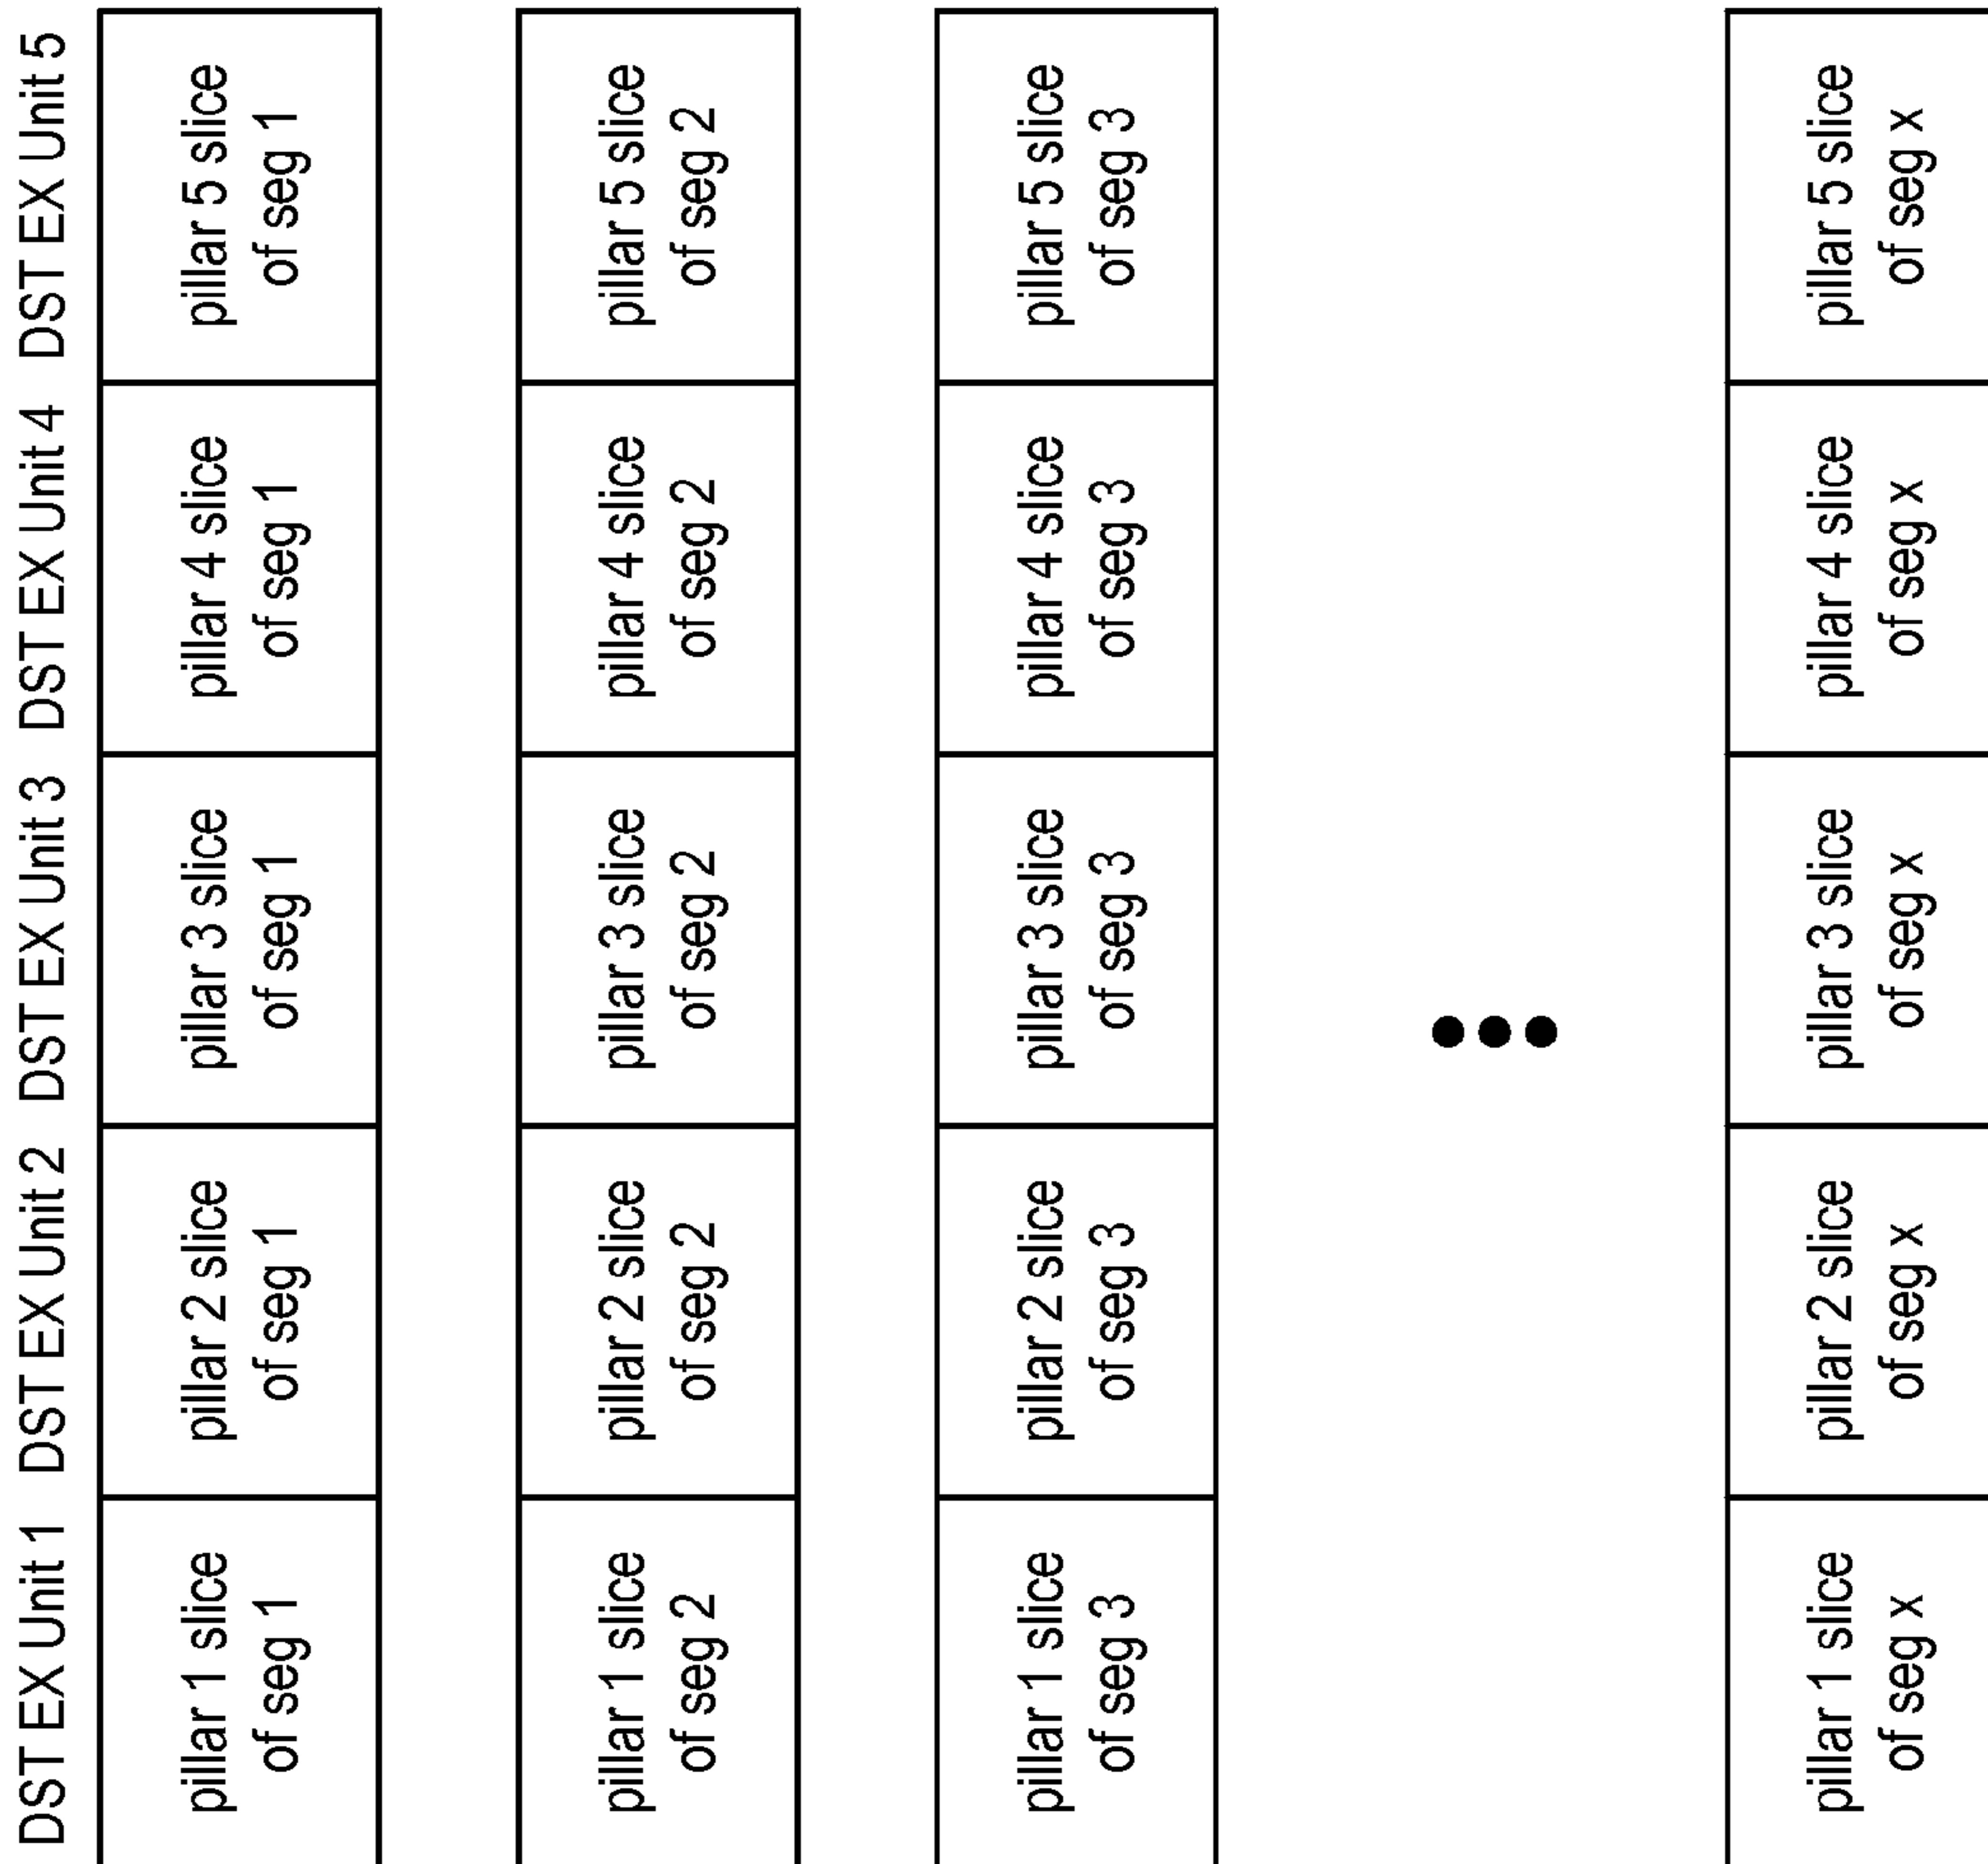 DST EX Unit 1
DST EX Unit 2
DST EX Unit 3
DST EX Unit 4
DST EX Unit 5
pillar 1 slice
of seg 1
pillar 2 slice
of seg 1
pillar 3 slice
of seg 1
pillar 4 slice
of seg 1
pillar 5 slice
of seg 1
pillar 1 slice
of seg 2
pillar 2 slice
of seg 2
pillar 3 slice
of seg 2
pillar 4 slice
of seg 2
pillar 5 slice
of seg 2
pillar 1 slice
of seg 3
pillar 2 slice
of seg 3
pillar 3 slice
of seg 3
pillar 4 slice
of seg 3
pillar 5 slice
of seg 3
pillar 1 slice
of seg x
pillar 2 slice
of seg x
pillar 3 slice
of seg x
pillar 4 slice
of seg x
pillar 5 slice
of seg x